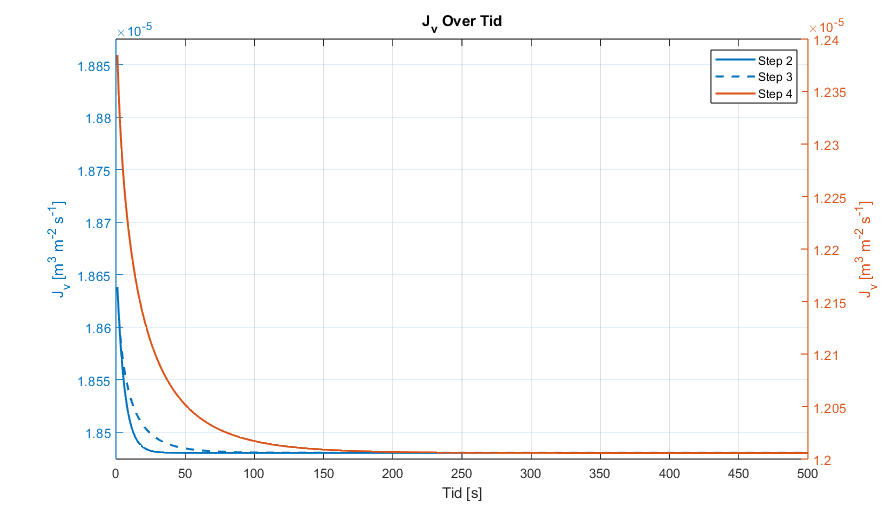 J_v Over Tid
×10^-5
×10^-5
1.885
1.88
1.875
1.87
1.865
1.86
1.855
1.85
J_v [m^3 m^-2 s^-1]
1.24
1.235
1.23
1.225
1.22
1.215
1.21
1.205
1.2
J_v [m^3 m^-2 s^-1]
Step 2
Step 3
Step 4
0 50 100 150 200 250 300 350 400 450 500
Tid [s]